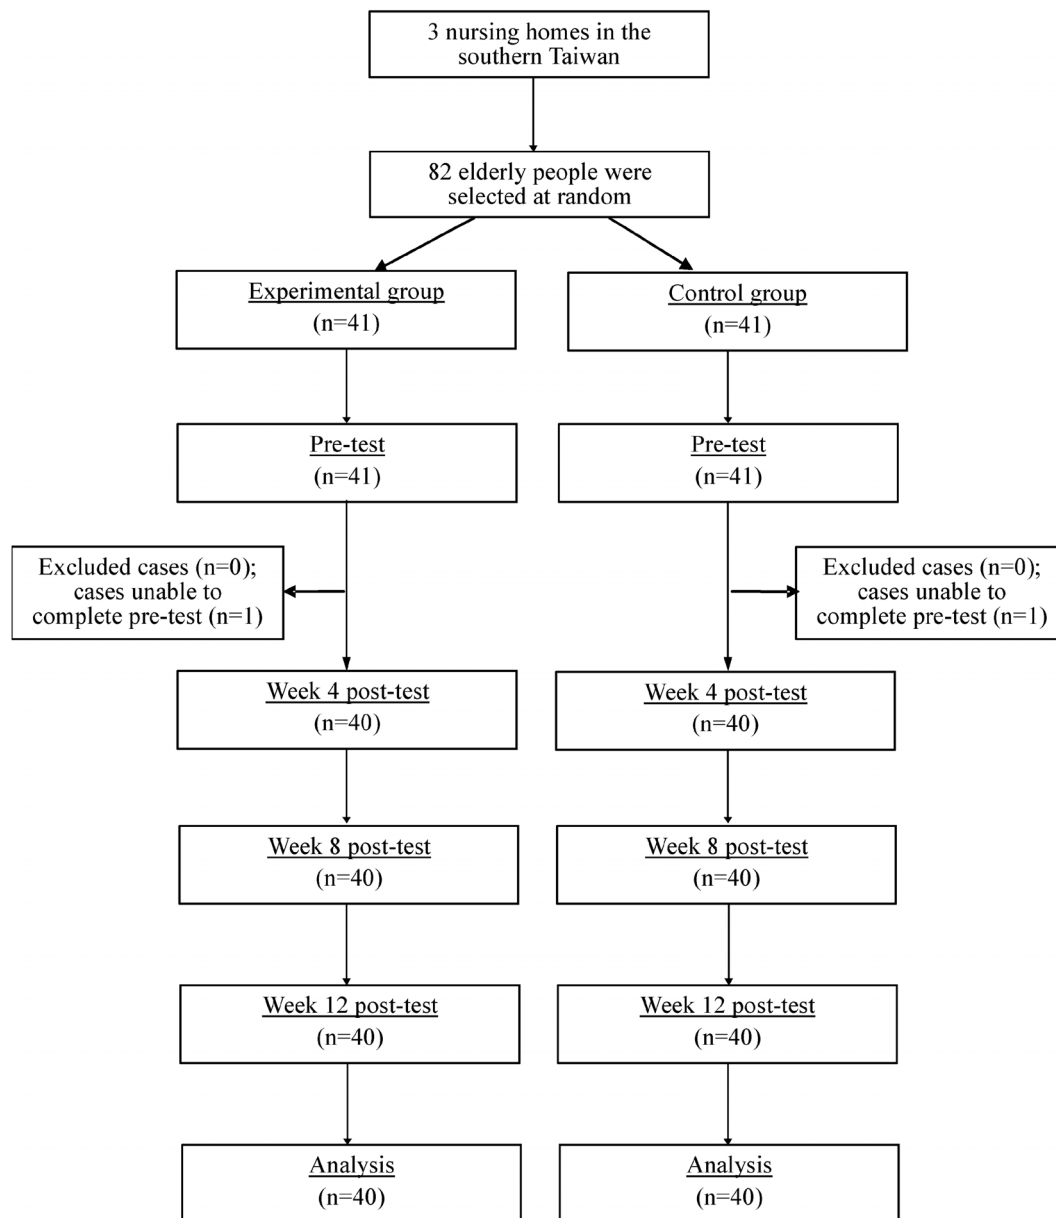 3 nursing homes in the
southern Taiwan
82 elderly people were
selected at random
Experimental group
(n=41)
Control group
(n=41)
Pre-test
(n=41)
Pre-test
(n=41)
Excluded cases (n=0);
cases unable to
complete pre-test (n=1)
Excluded cases (n=0);
cases unable to
complete pre-test (n=1)
Week 4 post-test
(n=40)
Week 4 post-test
(n=40)
Week 8 post-test
(n=40)
Week 8 post-test
(n=40)
Week 12 post-test
(n=40)
Week 12 post-test
(n=40)
Analysis
(n=40)
Analysis
(n=40)